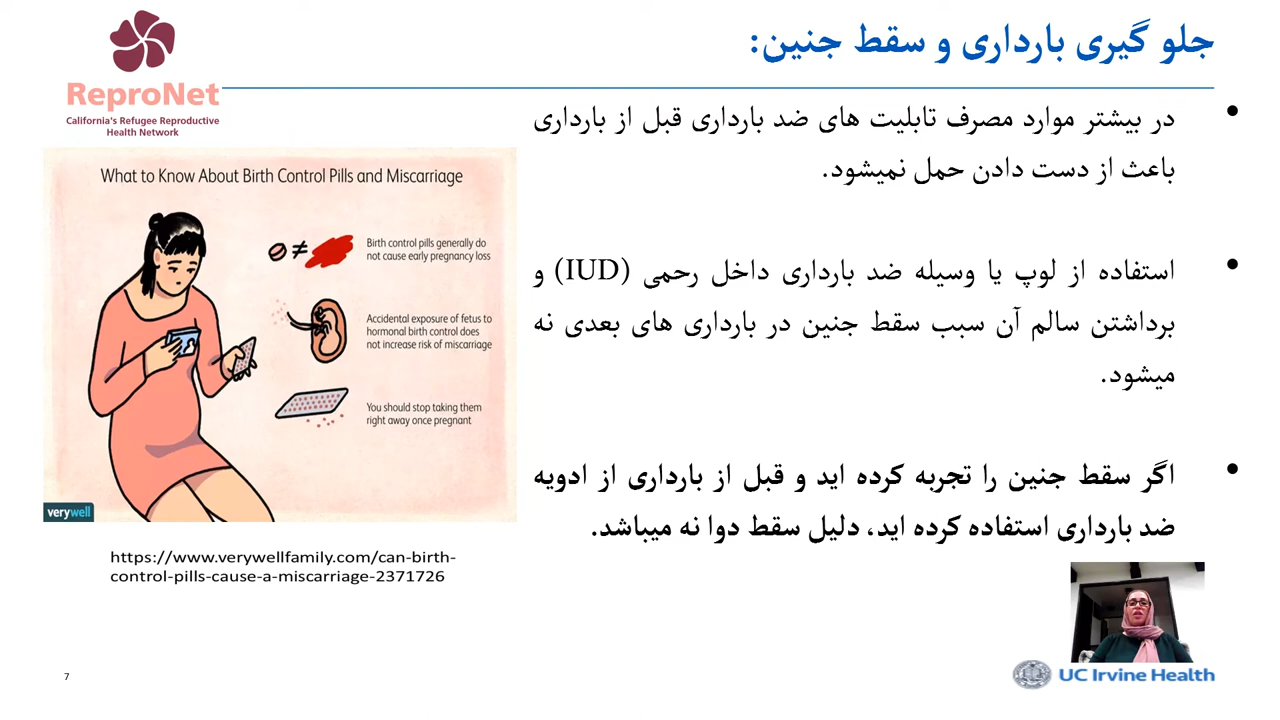 جلو گیری بارداری و سقط جنین:
ReproNet
California's Refugee Reproductive
Health Network
• در بیشتر موارد مصرف تابلیت های ضد بارداری قبل از بارداری
باعث از دست دادن حمل نمیشود.
• استفاده از لوپ یا وسیله ضد بارداری داخل رحمی (IUD) و
برداشتن سالم آن سبب سقط جنین در بارداری های بعدی نه
میشود.
• اگر سقط جنین را تجربه کرده اید و قبل از بارداری از ادویه
ضد بارداری استفاده کرده اید، دلیل سقط دوا نه میباشد.
What to Know About Birth Control Pills and Miscarriage
Birth control pills generally do
not cause early pregnancy loss
Accidental exposure of fetus to
hormonal birth control does
not increase risk of miscarriage
You should stop taking them
right away once pregnant
verywell
https://www.verywellfamily.com/can-birth-
control-pills-cause-a-miscarriage-2371726
7
UC Irvine Health